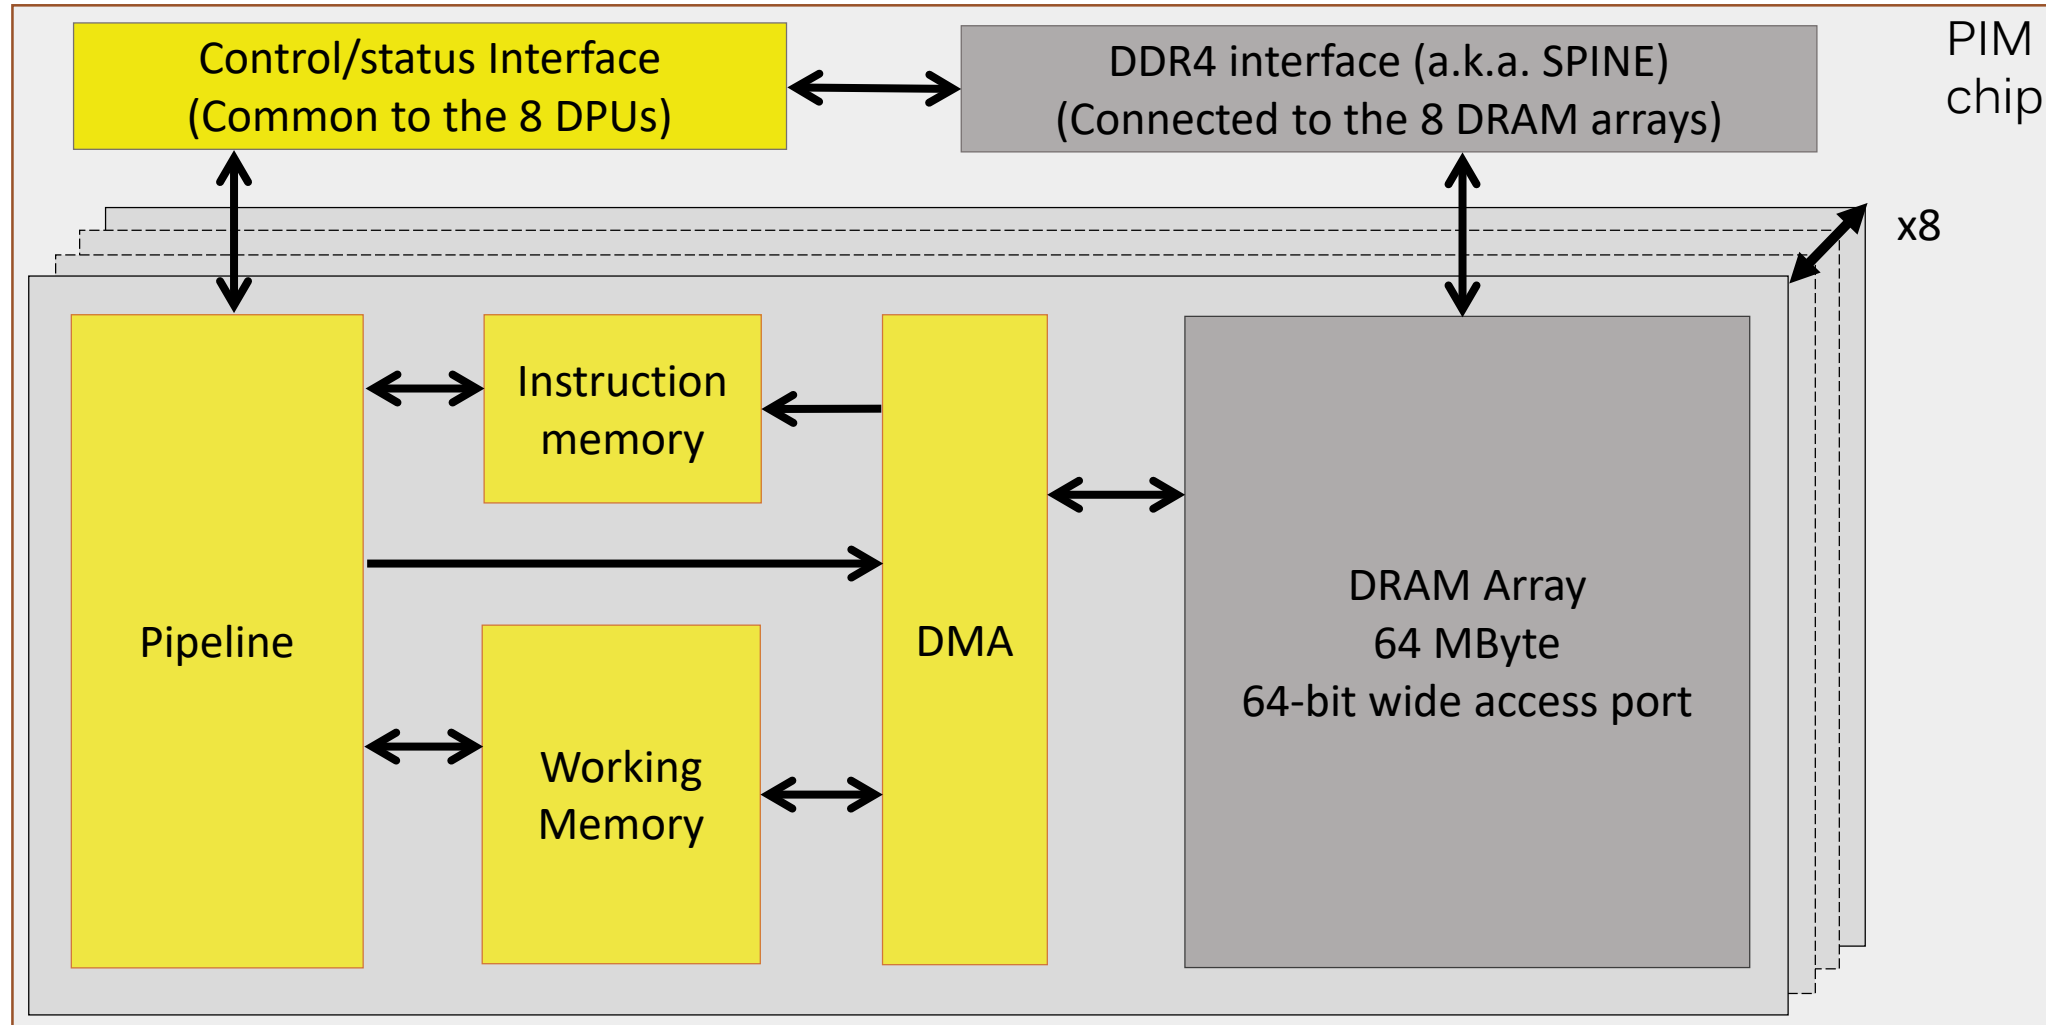 Control/status Interface
(Common to the 8 DPUs)
DDR4 interface (a.k.a. SPINE)
(Connected to the 8 DRAM arrays)
PIM
chip
x8
Pipeline
Instruction
memory
Working
Memory
DMA
DRAM Array
64 MByte
64-bit wide access port